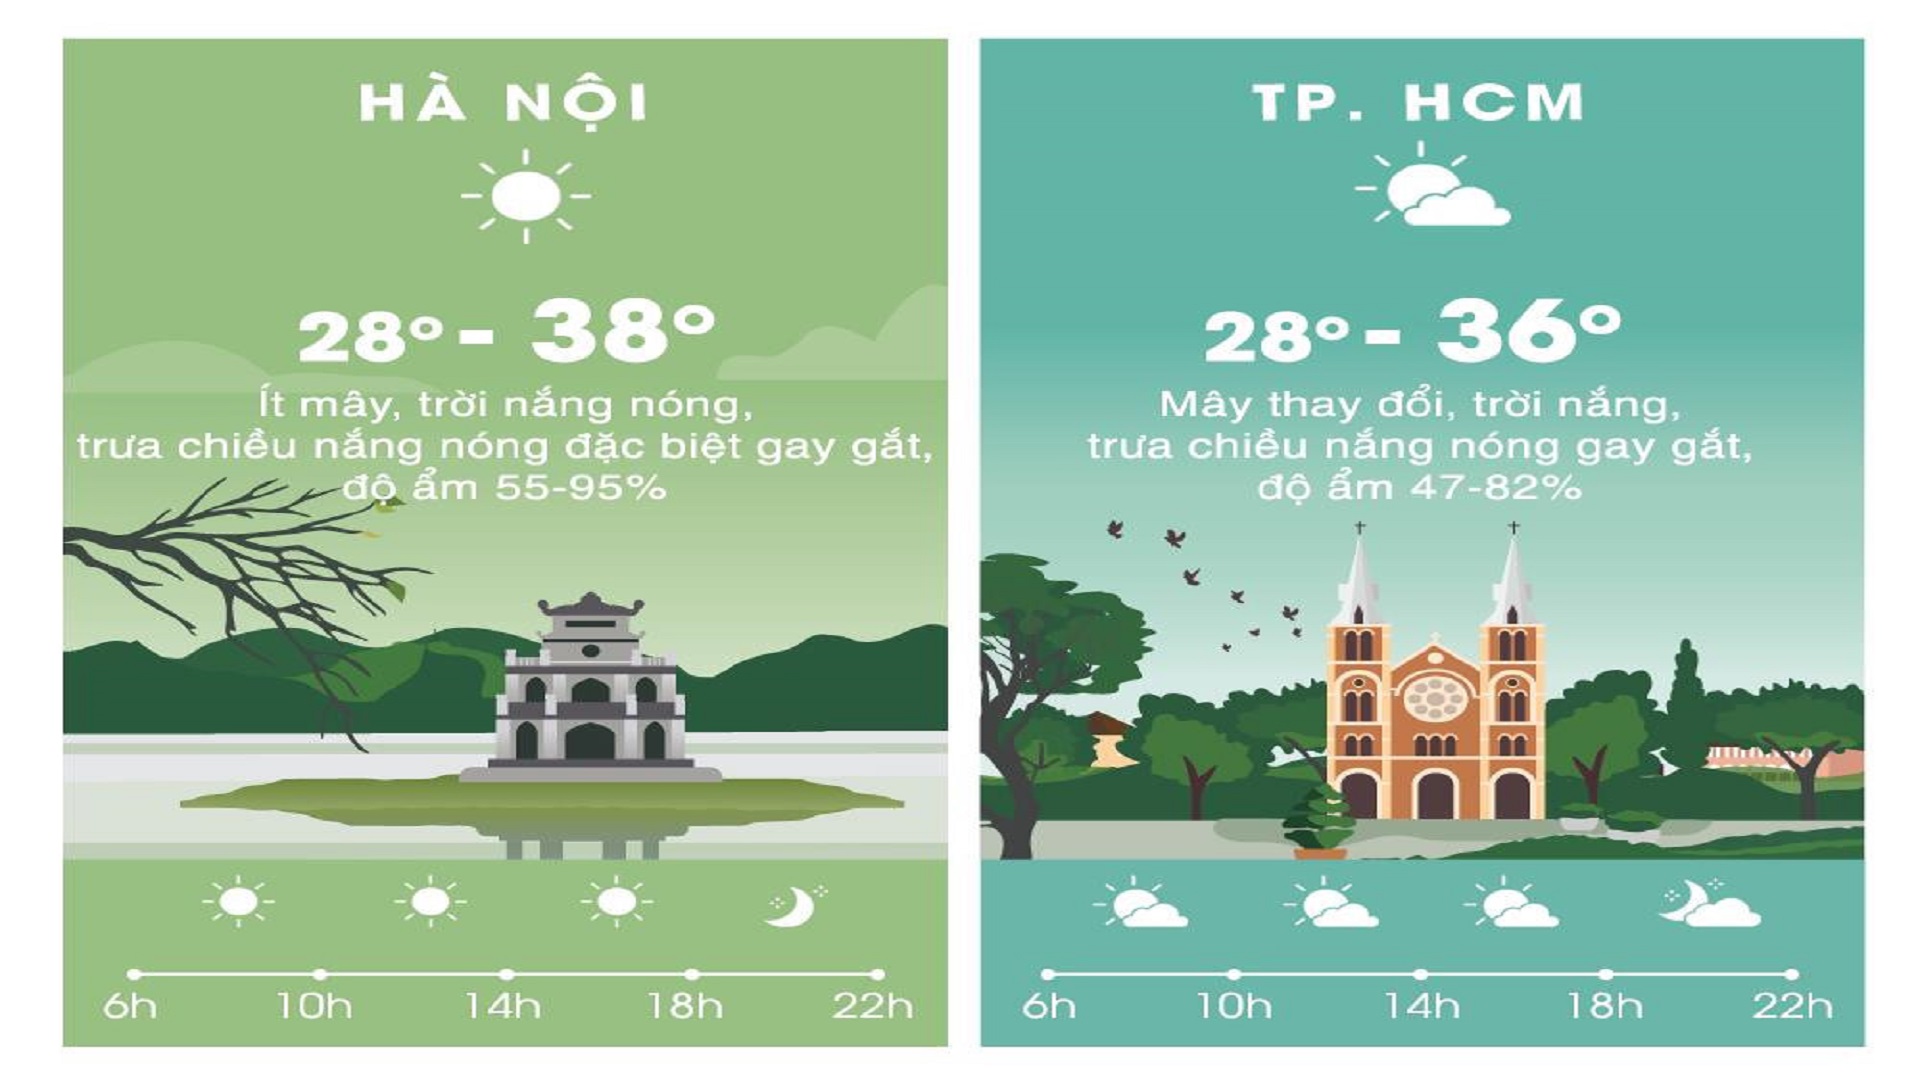 HÀ NỘI
28° - 38°
Ít mây, trời nắng nóng,
trưa chiều nắng nóng đặc biệt gay gắt,
độ ẩm 55-95%
6h 10h 14h 18h 22h
TP. HCM
28° - 36°
Mây thay đổi, trời nắng,
trưa chiều nắng nóng gay gắt,
độ ẩm 47-82%
6h 10h 14h 18h 22h